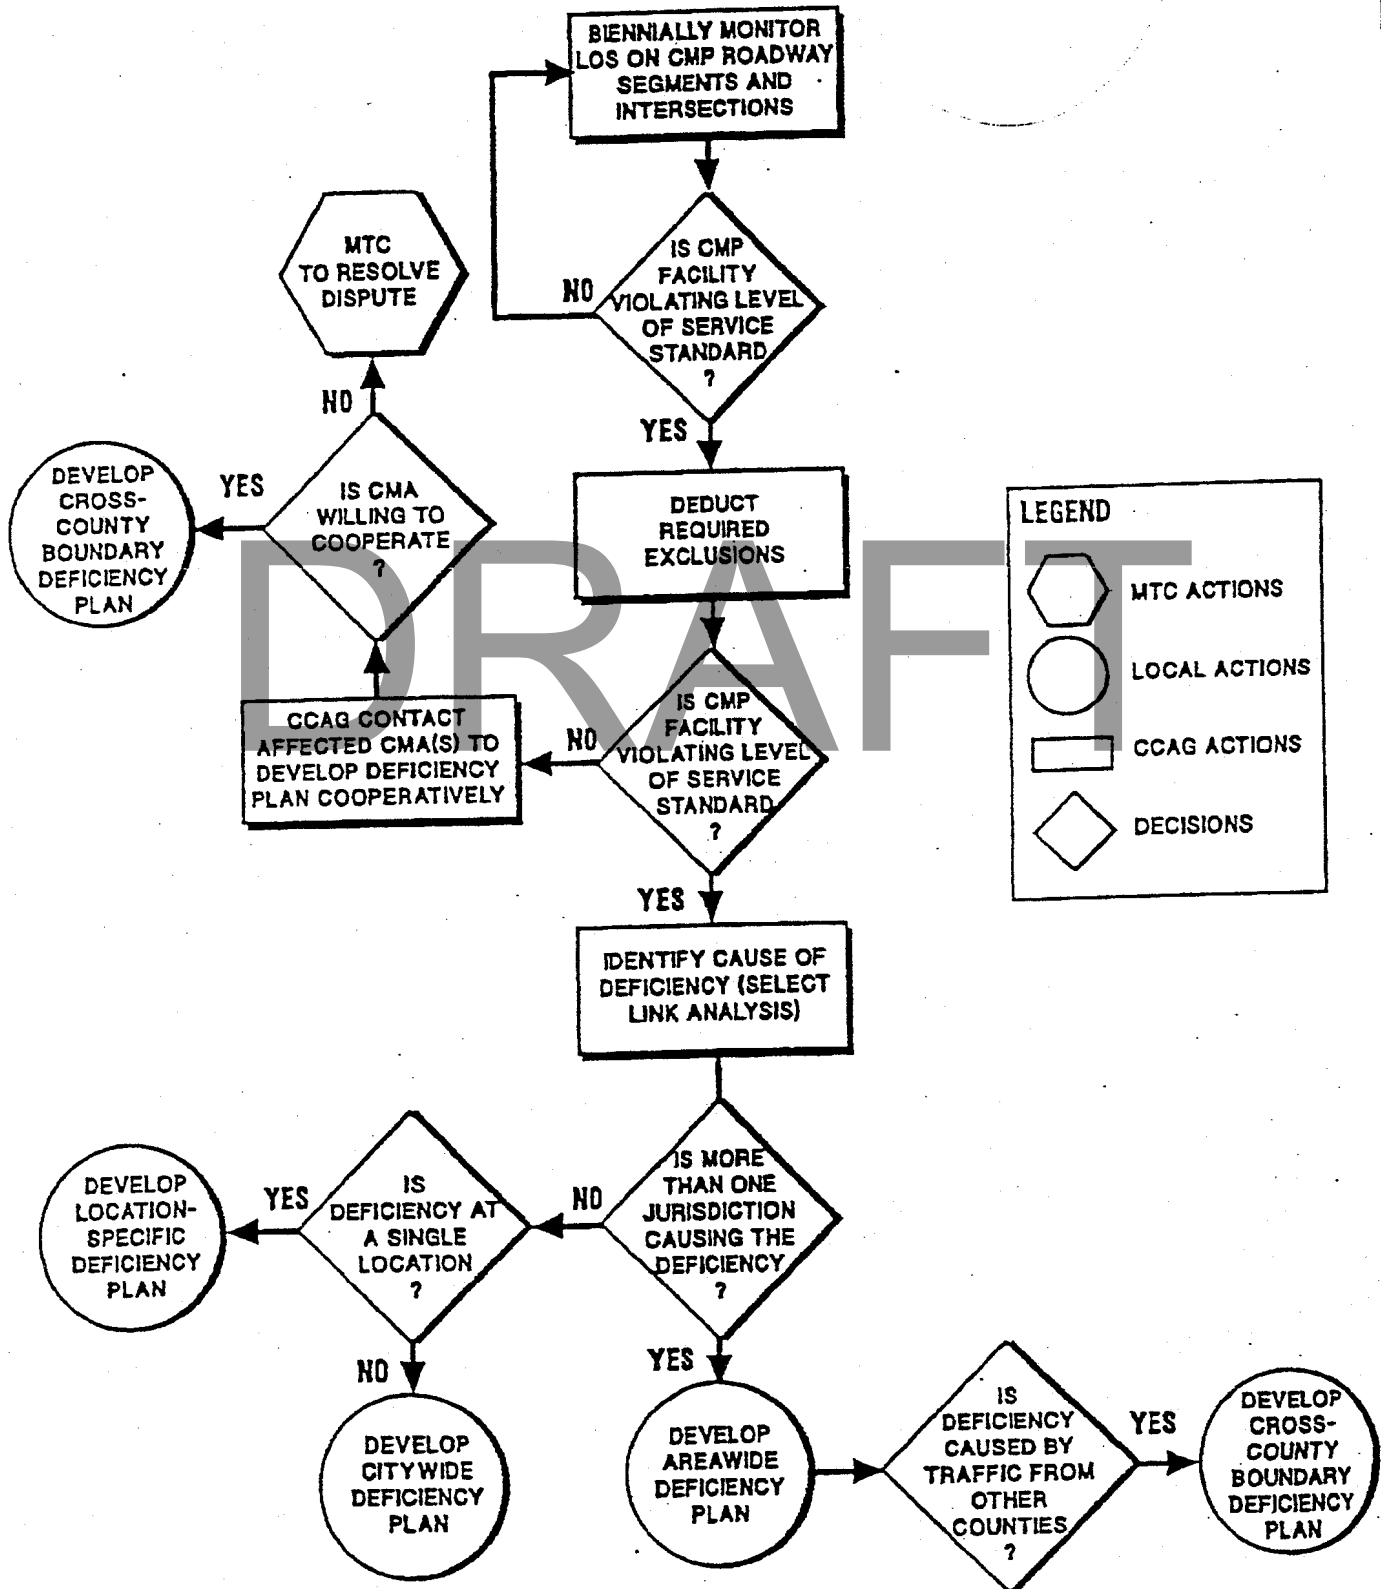 BIENNIALLY MONITOR
LOS ON CMP ROADWAY
SEGMENTS AND
INTERSECTIONS
IS CMP
FACILITY
VIOLATING LEVEL
OF SERVICE
STANDARD
?
NO
YES
MTC
TO RESOLVE
DISPUTE
NO
IS CMA
WILLING TO
COOPERATE
?
YES
DEVELOP
CROSS-
COUNTY
BOUNDARY
DEFICIENCY
PLAN
DEDUCT
REQUIRED
EXCLUSIONS
LEGEND
MTC ACTIONS
LOCAL ACTIONS
CCAG ACTIONS
DECISIONS
DRAFT
CCAG CONTACT
AFFECTED CMA(S) TO
DEVELOP DEFICIENCY
PLAN COOPERATIVELY
NO
IS CMP
FACILITY
VIOLATING LEVEL
OF SERVICE
STANDARD
?
YES
IDENTIFY CAUSE OF
DEFICIENCY (SELECT
LINK ANALYSIS)
IS MORE
THAN ONE
JURISDICTION
CAUSING THE
DEFICIENCY
?
NO
IS
DEFICIENCY AT
A SINGLE
LOCATION
?
YES
DEVELOP
LOCATION-
SPECIFIC
DEFICIENCY
PLAN
NO
DEVELOP
CITYWIDE
DEFICIENCY
PLAN
YES
DEVELOP
AREAWIDE
DEFICIENCY
PLAN
IS
DEFICIENCY
CAUSED BY
TRAFFIC FROM
OTHER
COUNTIES
?
YES
DEVELOP
CROSS-
COUNTY
BOUNDARY
DEFICIENCY
PLAN